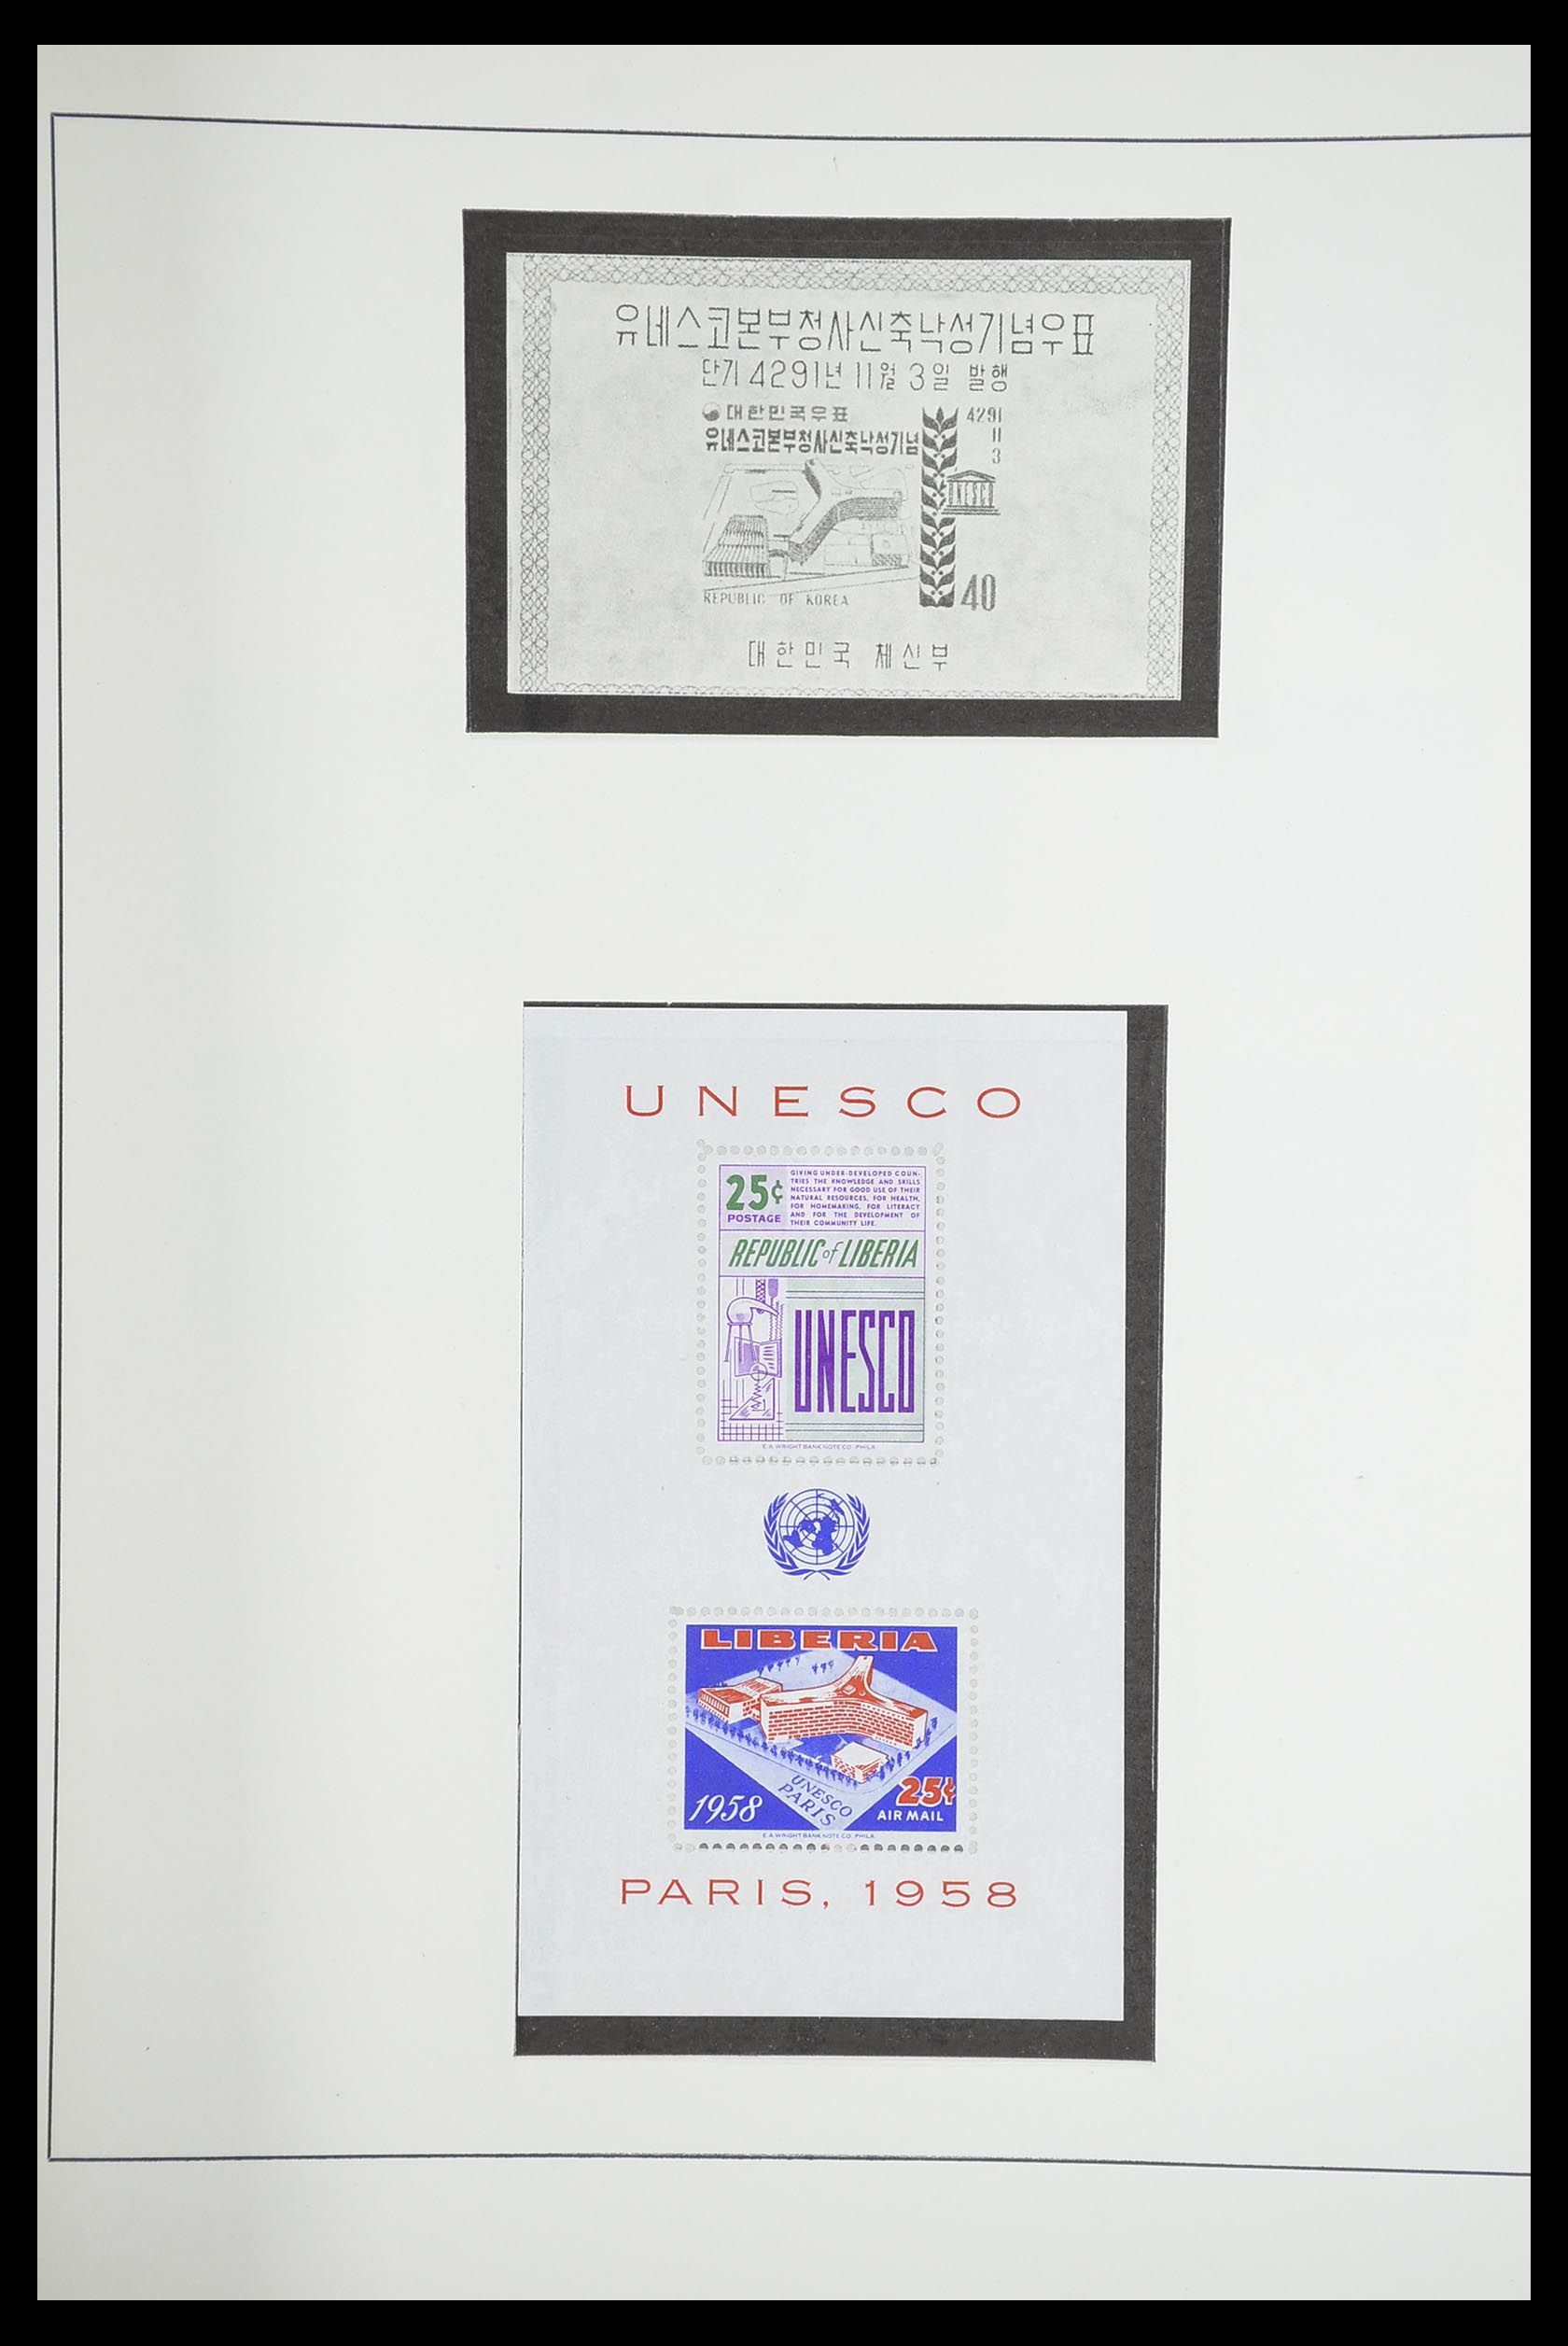 유네스코본부청사신축낙성기념우표
단기 4291년 11월 3일 발행
대한민국우표
유네스코본부청사신축낙성기념
4291
11
3
UNESCO
REPUBLIC OF KOREA
40
대한민국 체신부
UNESCO
25¢
POSTAGE
GIVING UNDER-DEVELOPED COUN-
TRIES THE KNOWLEDGE AND SKILLS
NECESSARY FOR GOOD USE OF THEIR
NATURAL RESOURCES, FOR HEALTH,
FOR HOMEMAKING, FOR LITERACY
AND FOR THE DEVELOPMENT OF
THEIR COMMUNITY LIFE.
REPUBLIC of LIBERIA
UNESCO
E.A. WRIGHT BANK NOTE CO. PHILA.
LIBERIA
UNESCO
PARIS
1958
25¢
AIR MAIL
E.A. WRIGHT BANK NOTE CO. PHILA.
PARIS, 1958